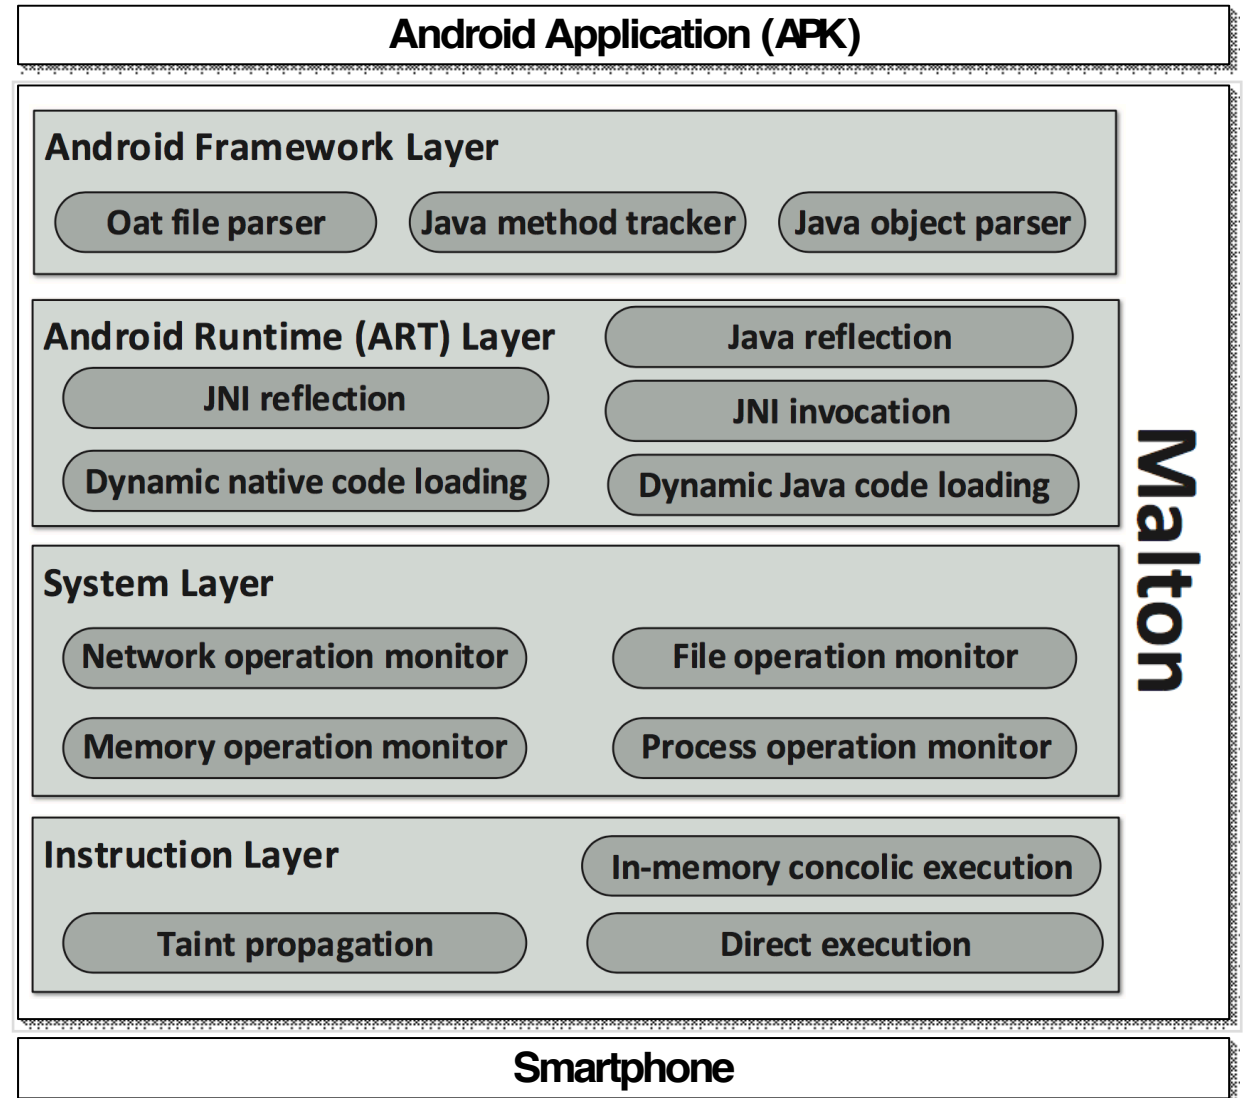 Android Application (APK)
Android Framework Layer
Oat file parser
Java method tracker
Java object parser
Android Runtime (ART) Layer
Java reflection
JNI reflection
JNI invocation
Dynamic native code loading
Dynamic Java code loading
System Layer
Network operation monitor
File operation monitor
Memory operation monitor
Process operation monitor
Instruction Layer
In-memory concolic execution
Taint propagation
Direct execution
Malton
Smartphone